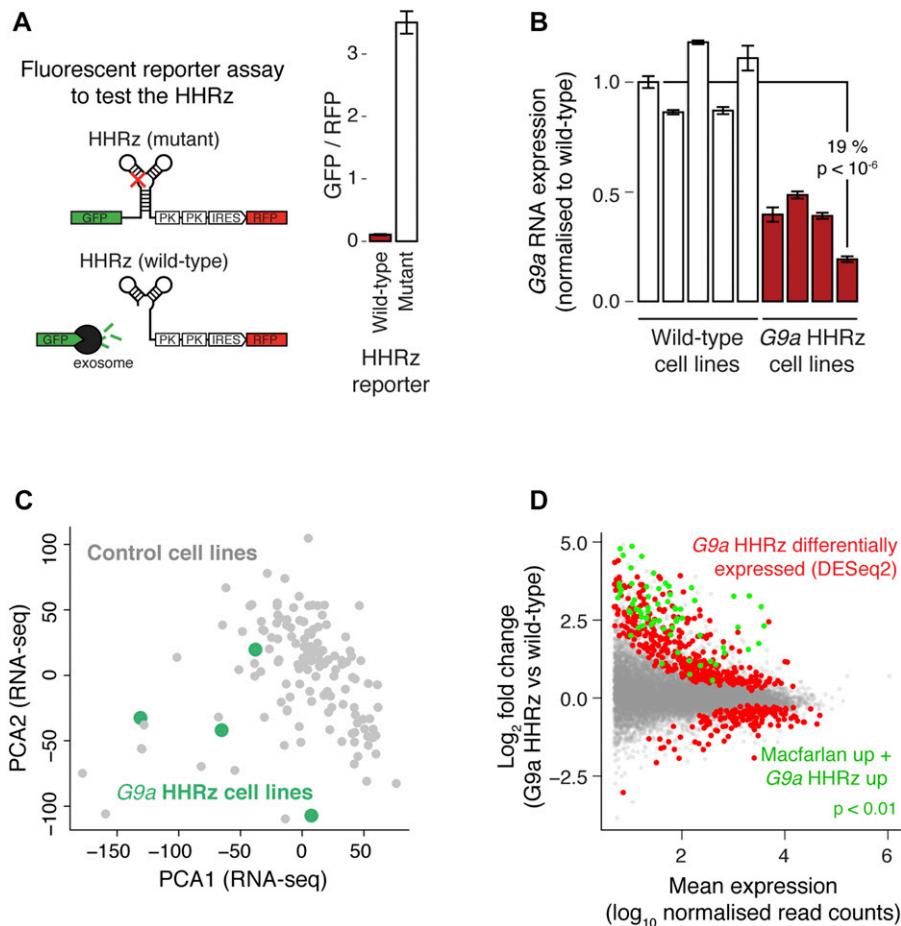 A
Fluorescent reporter assay
to test the HHRz
HHRz (mutant)
GFP
PK PK IRES RFP
HHRz (wild-type)
GFP
PK PK IRES RFP
exosome
GFP / RFP
3
2
1
0
Wild-type
Mutant
HHRz
reporter
B
G9a RNA expression
(normalised to wild-type)
1.0
0.5
0.0
19 %
p < 10-6
Wild-type
cell lines
G9a HHRz
cell lines
C
Control cell lines
G9a HHRz cell lines
PCA2 (RNA-seq)
100
50
0
−50
−100
−150 −100 −50 0 50
PCA1 (RNA-seq)
D
G9a HHRz differentially
expressed (DESeq2)
Macfarlan up +
G9a HHRz up
p < 0.01
Log2 fold change
(G9a HHRz vs wild-type)
5.0
2.5
0.0
−2.5
2 4 6
Mean expression
(log10 normalised read counts)